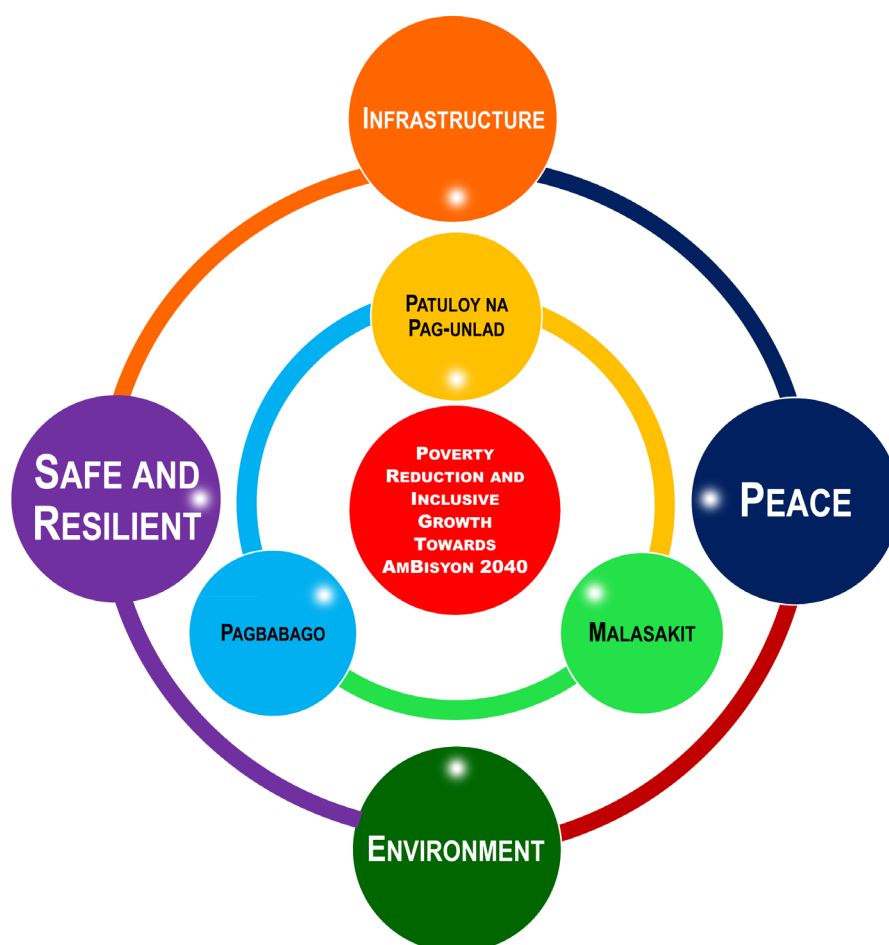 INFRASTRUCTURE
PATULOY NA
PAG-UNLAD
POVERTY
REDUCTION AND
INCLUSIVE
GROWTH
TOWARDS
AMBISYON 2040
SAFE AND
RESILIENT
PEACE
PAGBABAGO
MALASAKIT
ENVIRONMENT